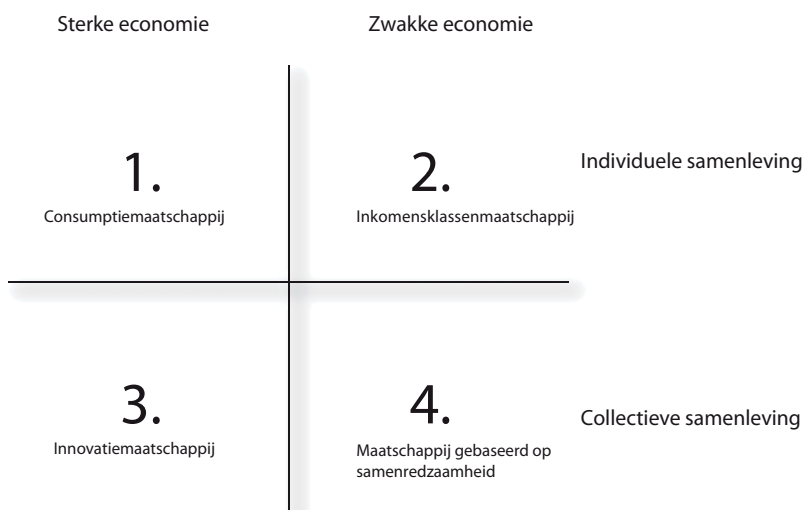 Sterke economie
Zwakke economie
1.
Consumptiemaatschappij
2.
Inkomensklassenmaatschappij
Individuele samenleving
3.
Innovatiemaatschappij
4.
Maatschappij gebaseerd op
samenredzaamheid
Collectieve samenleving